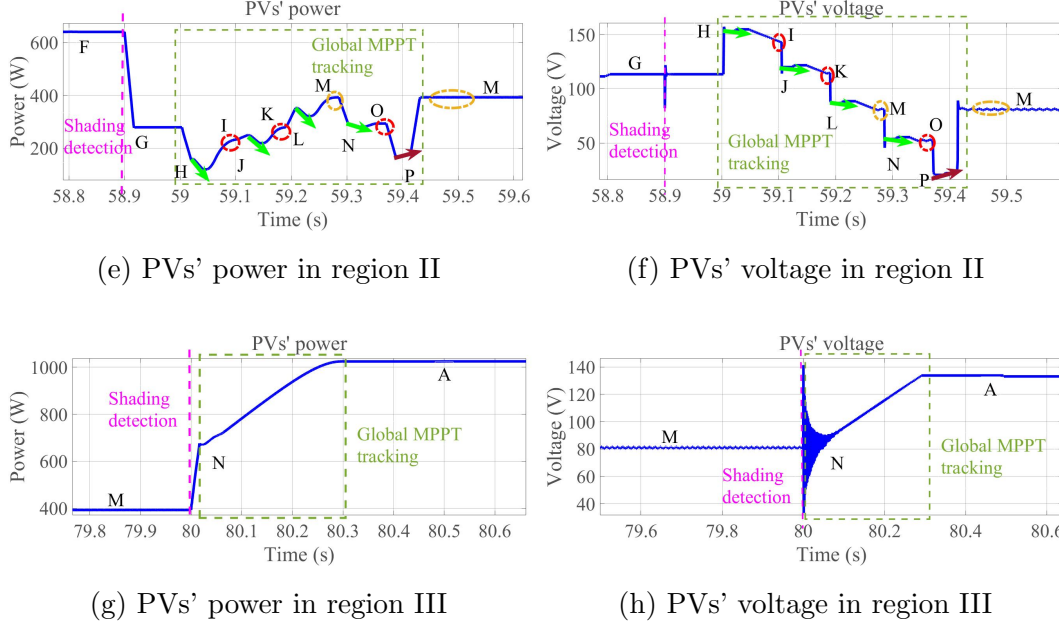 PVs' power
600
400
200
Power (W)
F
G
H
I
J
K
L
M
N
O
P
M
Shading
detection
Global MPPT
tracking
58.8 58.9 59 59.1 59.2 59.3 59.4 59.5 59.6
Time (s)
(e) PVs' power in region II
PVs' voltage
150
100
50
Voltage (V)
G
H
I
J
K
L
M
N
O
P
M
Shading
detection
Global MPPT
tracking
58.8 58.9 59 59.1 59.2 59.3 59.4 59.5
Time (s)
(f) PVs' voltage in region II
PVs' power
1000
800
600
400
Power (W)
M
N
A
Shading
detection
Global MPPT
tracking
79.8 79.9 80 80.1 80.2 80.3 80.4 80.5 80.6
Time (s)
(g) PVs' power in region III
PVs' voltage
140
120
100
80
60
40
Voltage (V)
M
N
A
Shading
detection
Global MPPT
tracking
79.6 79.8 80 80.2 80.4 80.6
Time (s)
(h) PVs' voltage in region III